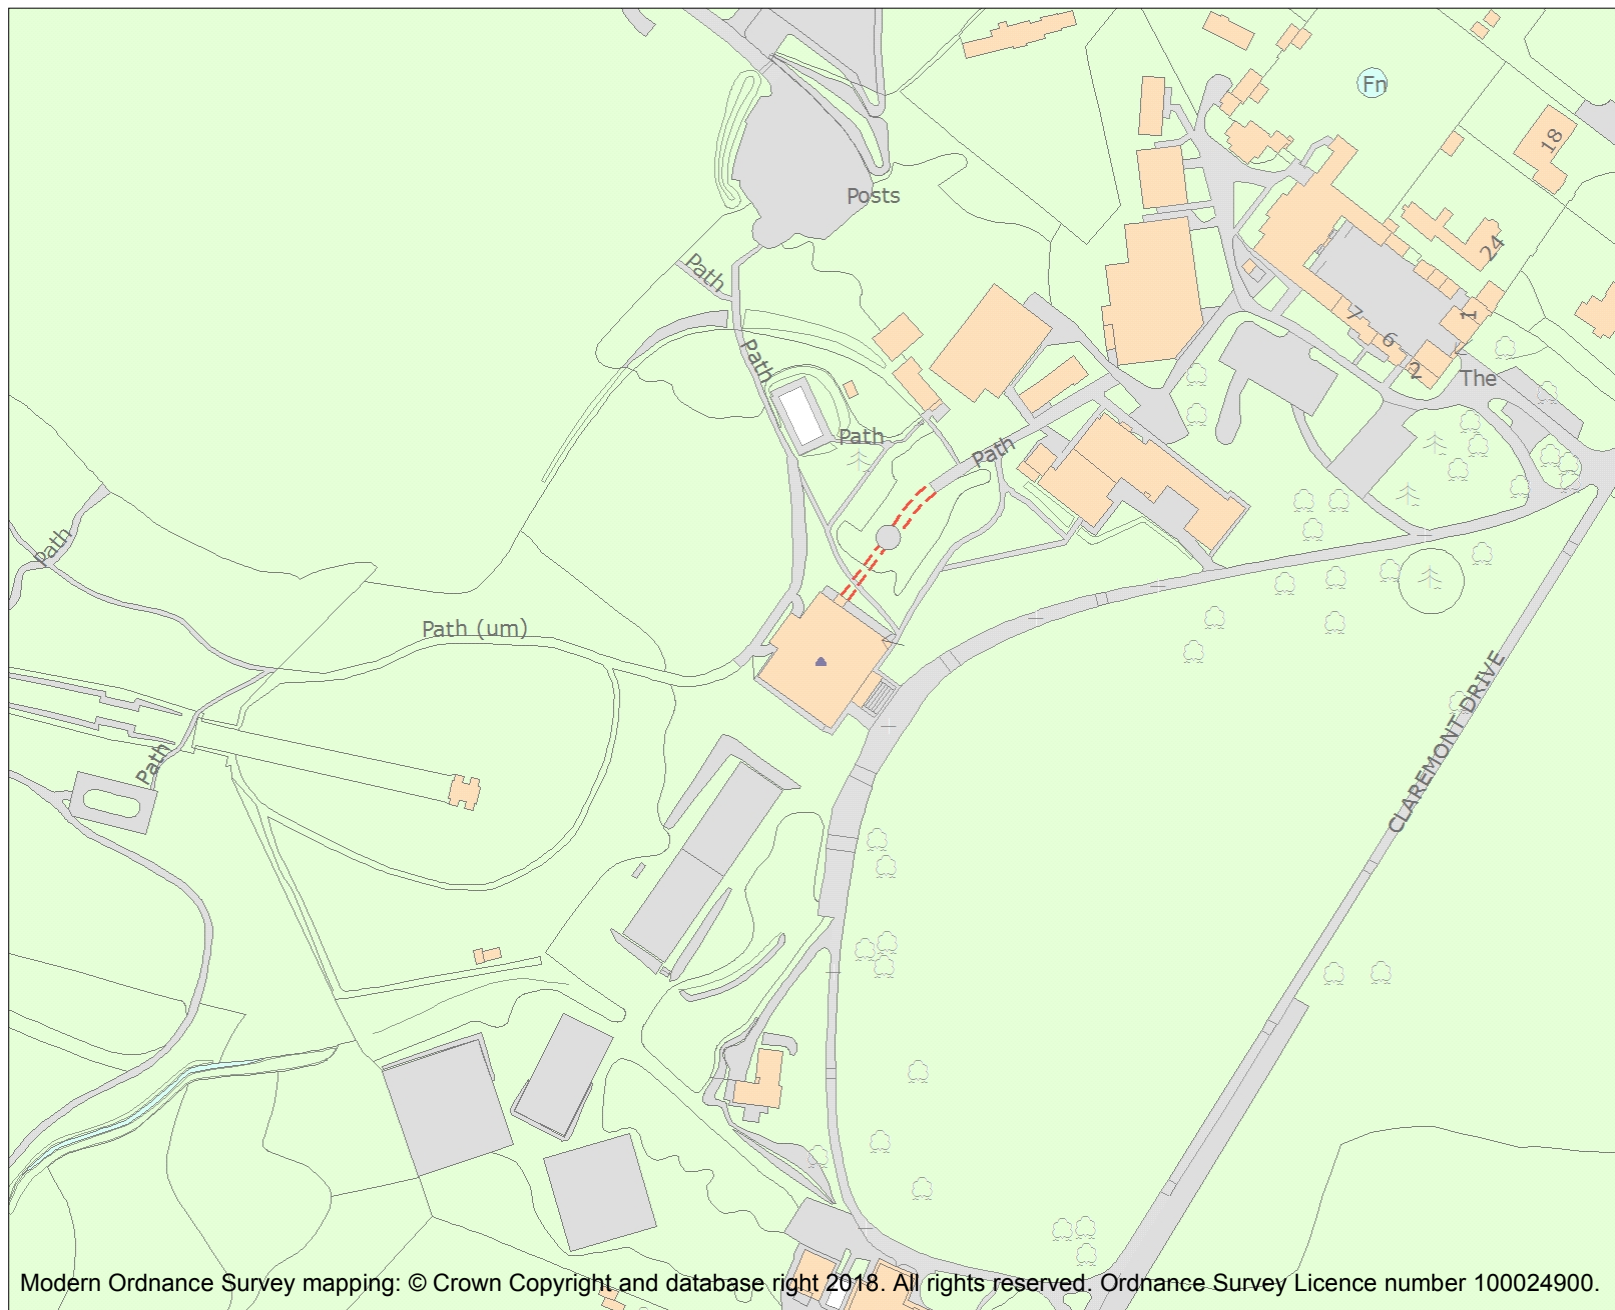 Fn
18
Posts
24
Path
7
1
6
Path
2
The
Path
Path
Path
Path (um)
CLAREMONT DRIVE
Path
Modern Ordnance Survey mapping: © Crown Copyright and database right 2018. All rights reserved. Ordnance Survey Licence number 100024900.